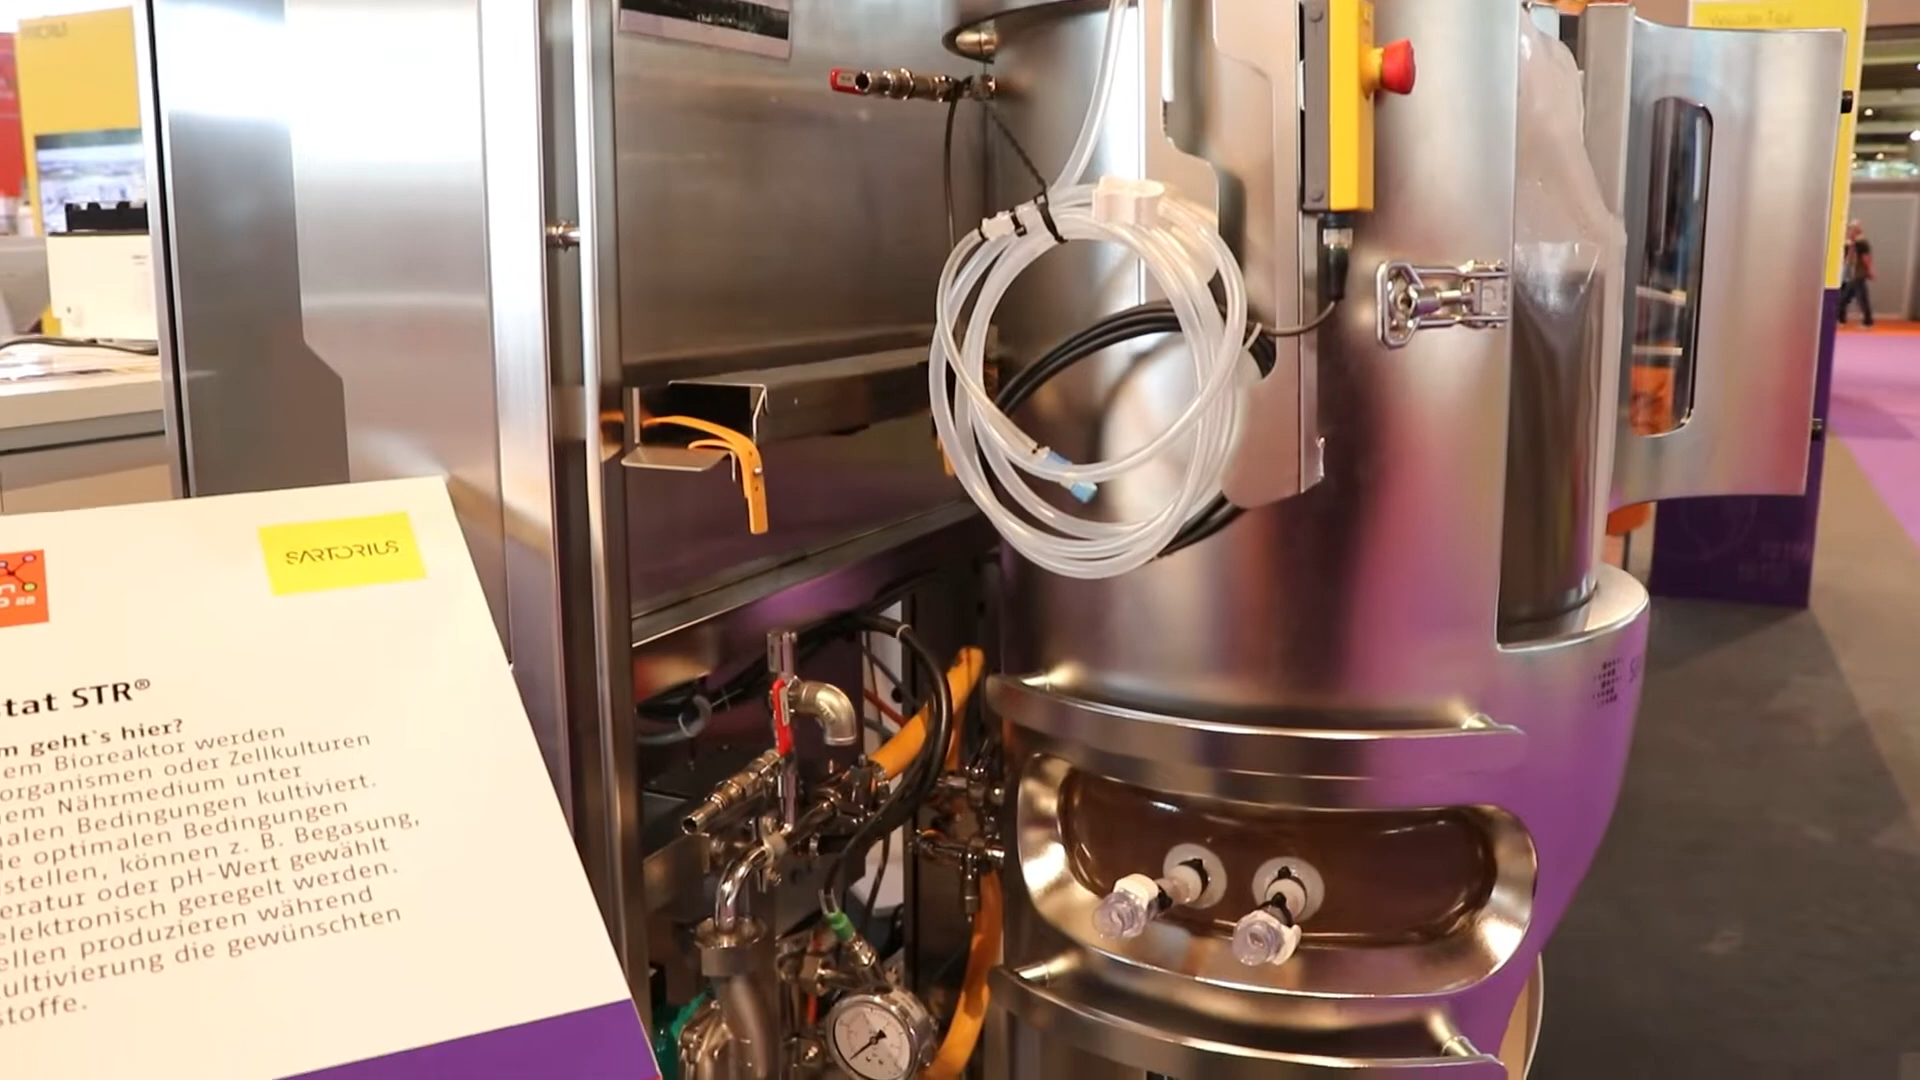 SARTORIUS
tat STR®
m geht's hier?
em Bioreaktor werden
organismen oder Zellkulturen
em Nährmedium unter
alen Bedingungen kultiviert.
ie optimalen Bedingungen
stellen, können z. B. Begasung,
eratur oder pH-Wert gewählt
elektronisch geregelt werden.
ellen produzieren während
ultivierung die gewünschten
stoffe.